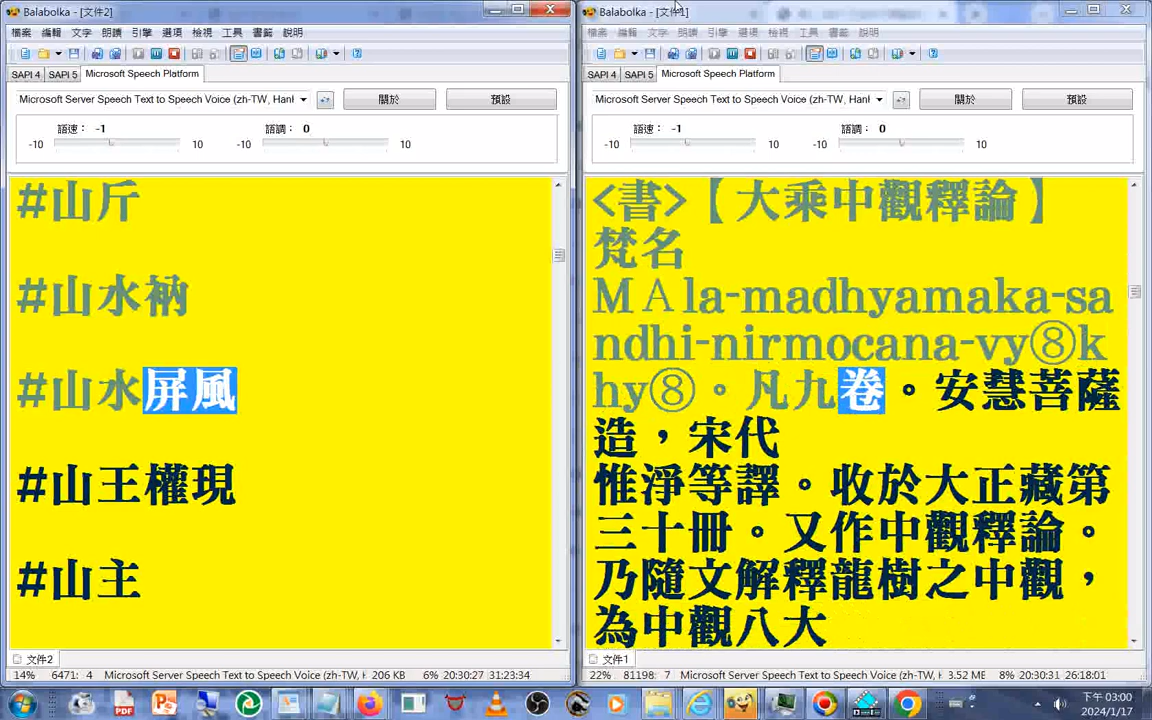 Balabolka - [文件2]
檔案 編輯 文字 朗讀 引擎 選項 檢視 工具 書籤 說明
SAPI 4 SAPI 5 Microsoft Speech Platform
Microsoft Server Speech Text to Speech Voice (zh-TW, HanI
關於
預設
語速： -1 語調： 0
-10 10 -10 10
#山斤
#山水衲
#山水屏風
#山王權現
#山主
文件2
14% 6471: 4 Microsoft Server Speech Text to Speech Voice (zh-TW, H 206 KB 6% 20:30:27 31:23:34
Balabolka - [文件1]
檔案 編輯 文字 朗讀 引擎 選項 檢視 工具 書籤 說明
SAPI 4 SAPI 5 Microsoft Speech Platform
Microsoft Server Speech Text to Speech Voice (zh-TW, HanI
關於
預設
語速： -1 語調： 0
-10 10 -10 10
<書>【大乘中觀釋論】
梵名
MＡla-madhyamaka-sa
ndhi-nirmocana-vy⑧k
hy⑧。凡九卷。安慧菩薩
造，宋代
惟淨等譯。收於大正藏第
三十冊。又作中觀釋論。
乃隨文解釋龍樹之中觀，
為中觀八大
文件1
22% 81198: 7 Microsoft Server Speech Text to Speech Voice (zh-TW, H 3.52 MB 8% 20:30:31 26:18:01
下午 03:00
2024/1/17